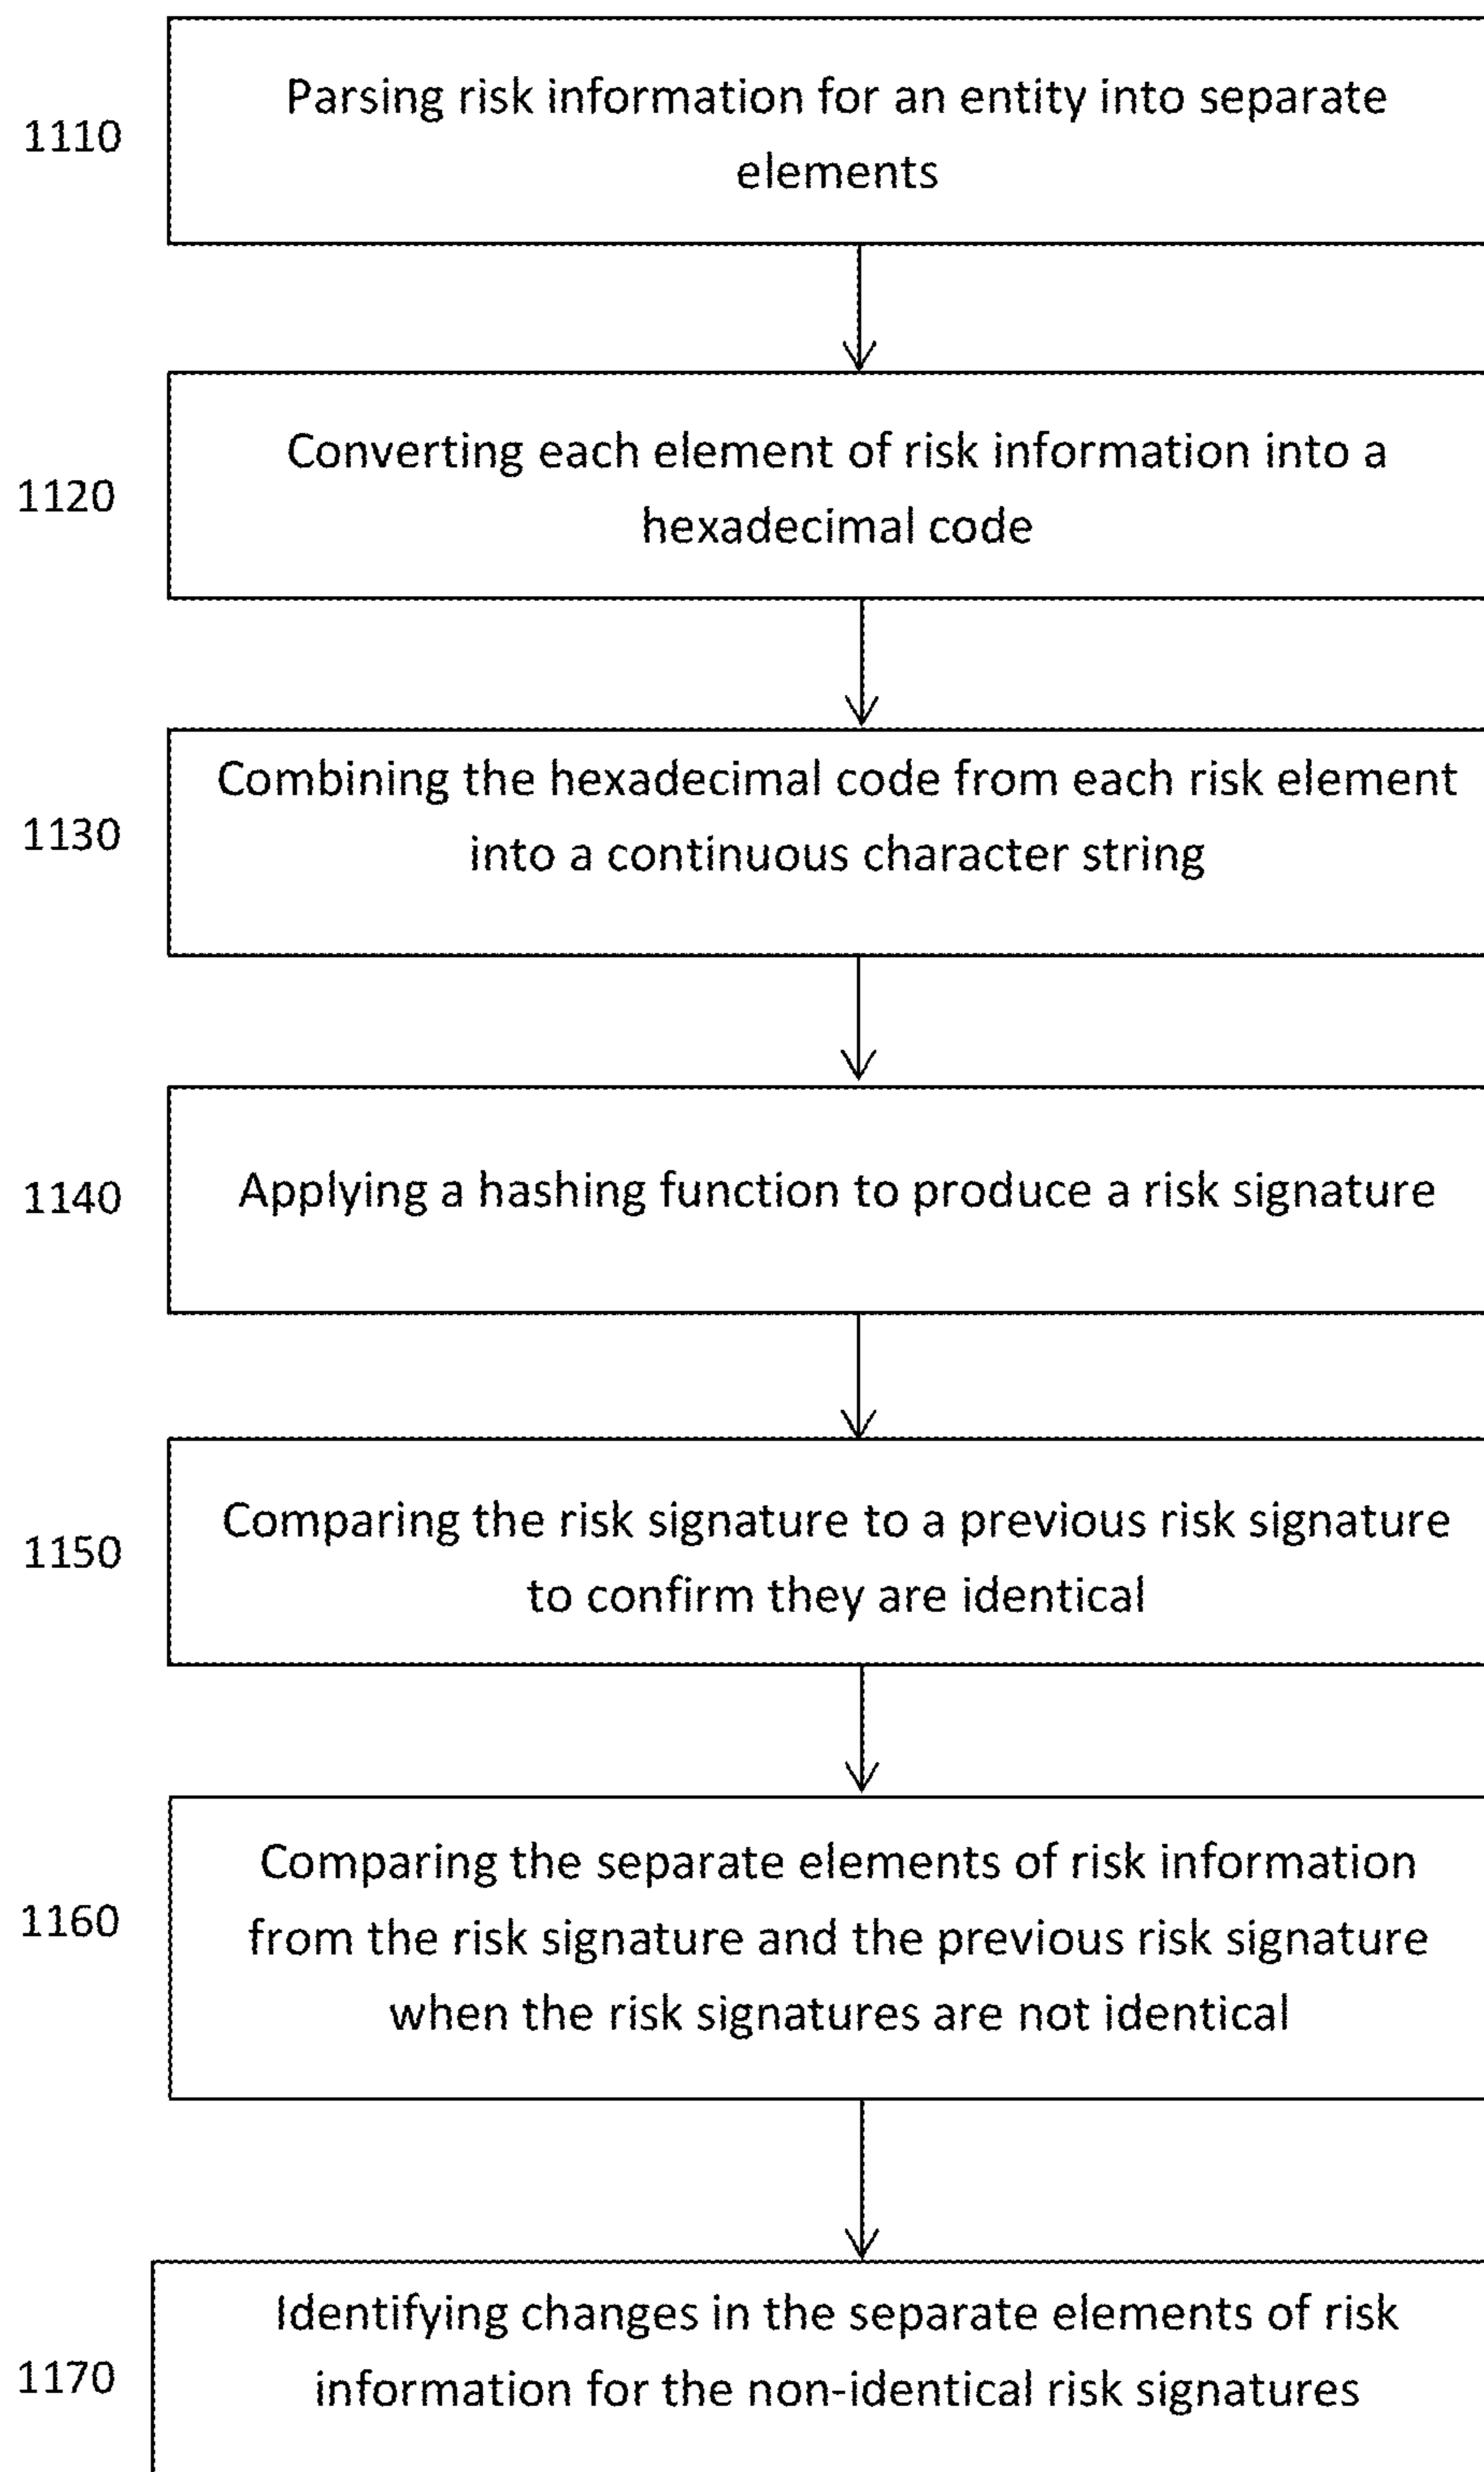 1110
Parsing risk information for an entity into separate
elements
1120
Converting each element of risk information into a
hexadecimal code
1130
Combining the hexadecimal code from each risk element
into a continuous character string
1140
Applying a hashing function to produce a risk signature
1150
Comparing the risk signature to a previous risk signature
to confirm they are identical
1160
Comparing the separate elements of risk information
from the risk signature and the previous risk signature
when the risk signatures are not identical
1170
Identifying changes in the separate elements of risk
information for the non-identical risk signatures